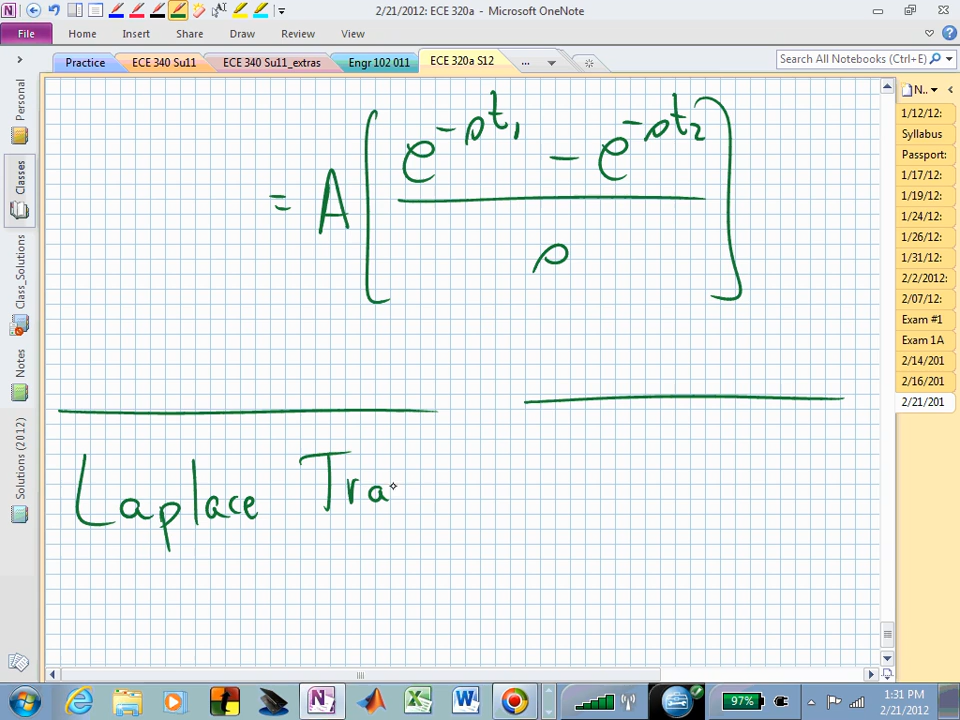 2/21/2012: ECE 320a - Microsoft OneNote
File Home Insert Share Draw Review View
Practice ECE 340 Su11 ECE 340 Su11_extras Engr 102 011 ECE 320a S12 ...
Search All Notebooks (Ctrl+E)
N..
Personal
Classes
Class_Solutions
Notes
Solutions (2012)
= A [ (e^{-st₁} - e^{-st₂}) / s ]
Laplace Tra
1/12/12:
Syllabus
Passport:
1/17/12:
1/19/12:
1/24/12:
1/26/12:
1/31/12:
2/2/2012:
2/07/12:
Exam #1
Exam 1A
2/14/201
2/16/201
2/21/201
97%
1:31 PM
2/21/2012